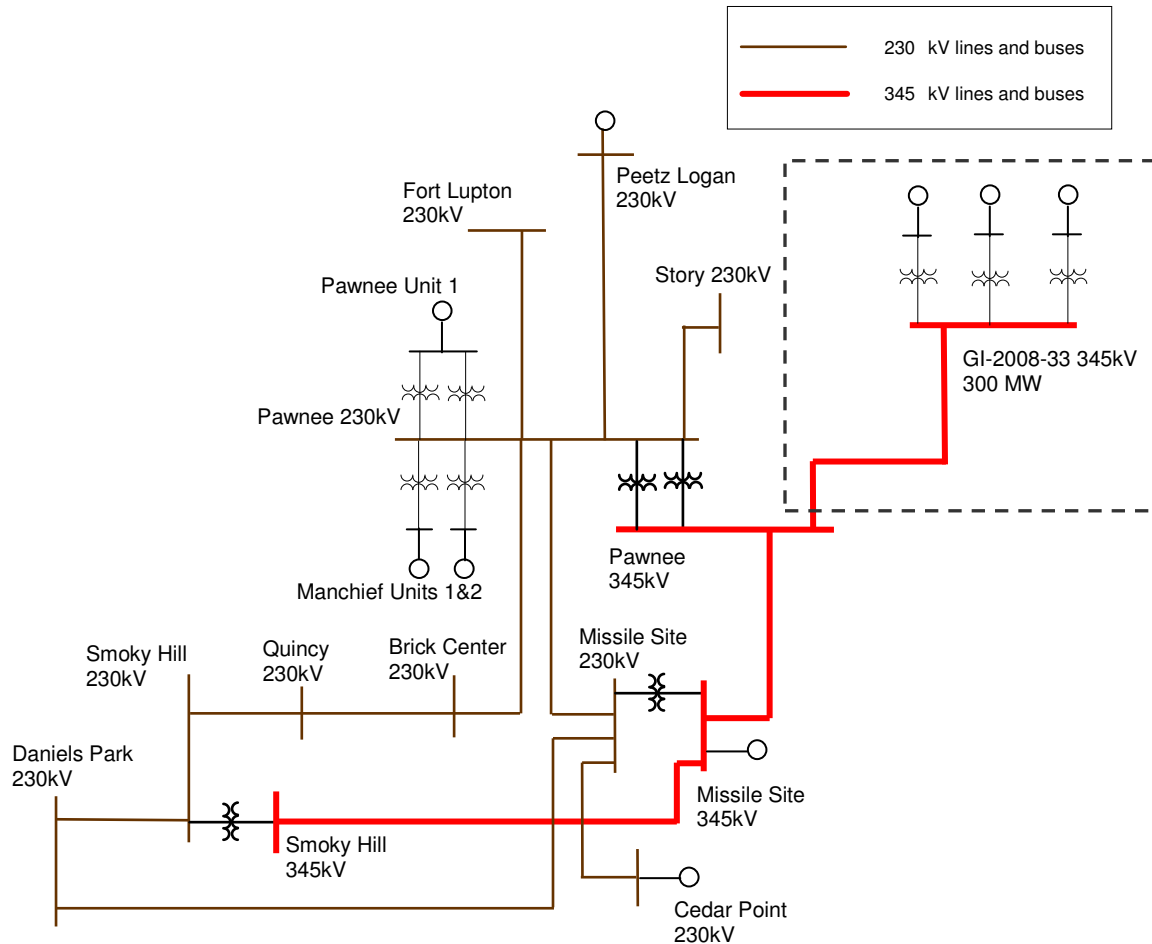 230 kV lines and buses
345 kV lines and buses
Peetz Logan
230kV
Fort Lupton
230kV
Story 230kV
Pawnee Unit 1
GI-2008-33 345kV
300 MW
Pawnee 230kV
Pawnee
345kV
Manchief Units 1&2
Missile Site
230kV
Brick Center
230kV
Quincy
230kV
Smoky Hill
230kV
Daniels Park
230kV
Missile Site
345kV
Smoky Hill
345kV
Cedar Point
230kV